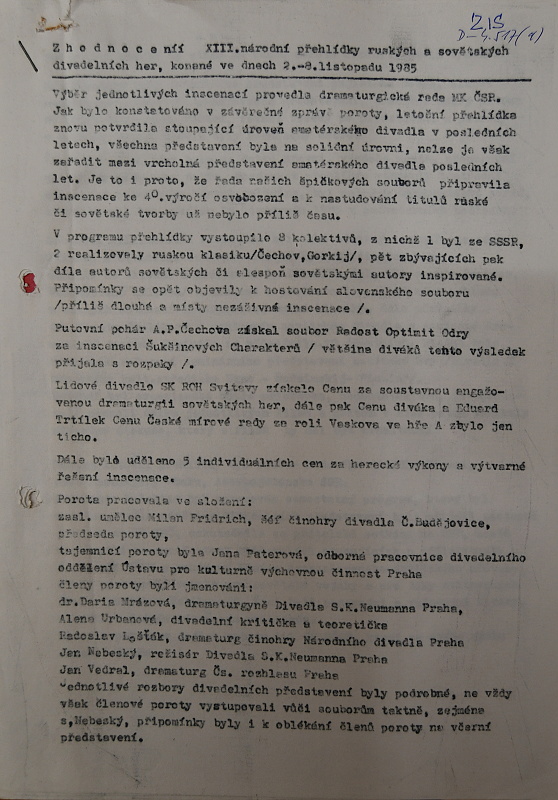 ZIS
D-4.517(1)
Zhodnocenií XIII.národní přehlídky ruských a sovětských
divadelních her, konané ve dnech 2.-8.listopadu 1985
Výběr jednotlivých inscenací provedla dramaturgická rada MK ČSR.
Jak bylo konstatováno v závěrečné zprávě poroty, letošní přehlídka
znovu potvrdila stoupající úroveň amatérského divadla v posledních
letech, všechna představení byla na solidní úrovni, nelze ja však
zařadit mezi vrcholná představení amatérského divadla posledních
let. Je to i proto, že řada našich špičkových souborů připravila
inscenace ke 40.výročí osvobození a k nastudování titulů ruské
či sovětské tvorby už nebylo příliš času.
V programu přehlídky vystoupilo 8 kolektivů, z nichž 1 byl ze SSSR,
2 realizovaly ruskou klasiku/Čechov,Gorkij/, pět zbývajících pak
díla autorů sovětských či alespoň sovětskými autory inspirované.
Připomínky se opět objevily k hostování slovenského souboru
/příliš dlouhá a místy nezáživná inscenace /.
Putovní pohár A.P.Čechova získal soubor Radost Optimit Odry
za inscenaci Šukšinových Charakterů / většina diváků tento výsledek
přijala s rozpaky /.
Lidové divadlo SK ROH Svitavy získalo Cenu za soustavnou angažo-
vanou dramaturgii sovětských her, dále pak Cenu diváka a Eduard
Trtílek Cenu České mírové rady za roli Vaskova ve hře A zbylo jen
ticho.
Dále bylo uděleno 5 individuálních cen za herecké výkony a výtvarné
řešení inscenace.
Porota pracovala ve složení:
zasl. umělec Milan Fridrich, šéf činohry divadla Č.Budějovice,
předseda poroty,
tajemnicí poroty byla Jana Paterová, odborná pracovnice divadelního
oddělení Ústavu pro kulturně výchovnou činnost Praha
členy poroty byli jmenováni:
dr.Daria Mrázová, dramaturgyně Divadla S.K.Neumanna Praha,
Alena Urbanová, divadelní kritička a teoretička
Radoslav Lošťák, dramaturg činohry Národního divadla Praha
Jan Nebeský, režisér Divadla S.K.Neumanna Praha
Jan Vedral, dramaturg Čs. rozhlasu Praha
Jednotlivé rozbory divadelních představení byly podrobné, ne vždy
však členové poroty vystupovali vůči souborům taktně, zejména
s,Nebeský, připomínky byly i k oblékání členů poroty na večerní
představení.